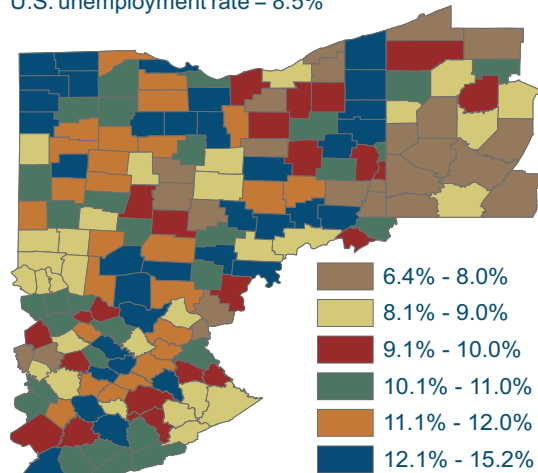 U.S. unemployment rate = 8.5%
6.4% - 8.0%
8.1% - 9.0%
9.1% - 10.0%
10.1% - 11.0%
11.1% - 12.0%
12.1% - 15.2%